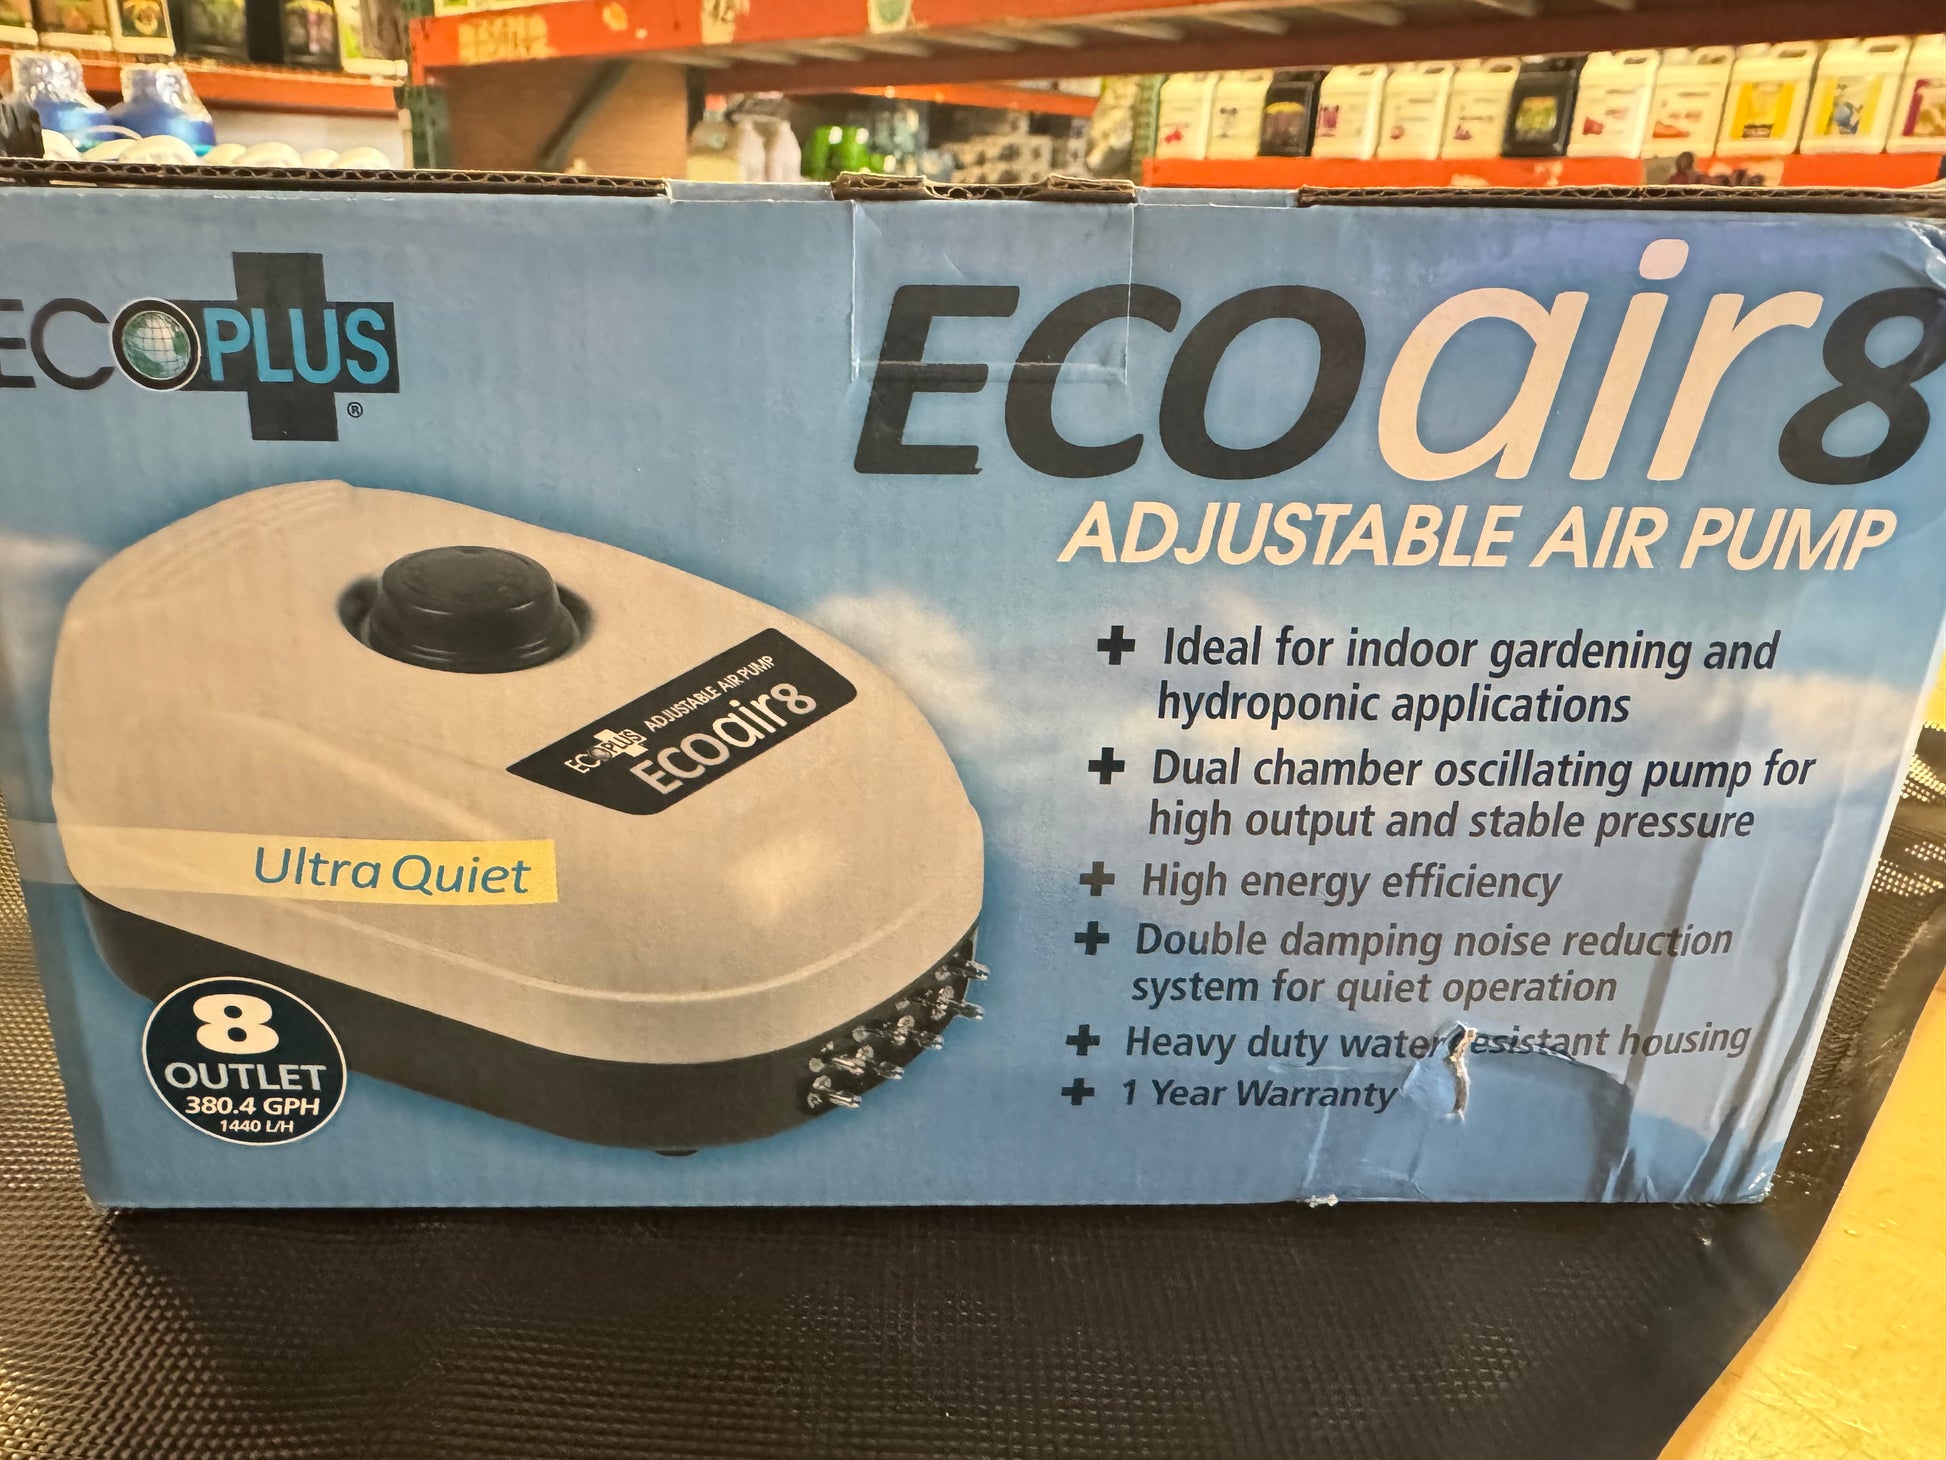 ECOPLUS®
ECOair8
ADJUSTABLE AIR PUMP
+ Ideal for indoor gardening and
hydroponic applications
+ Dual chamber oscillating pump for
high output and stable pressure
+ High energy efficiency
+ Double damping noise reduction
system for quiet operation
+ Heavy duty water resistant housing
+ 1 Year Warranty
ECOPLUS ADJUSTABLE AIR PUMP
ECOair8
Ultra Quiet
8
OUTLET
380.4 GPH
1440 L/H